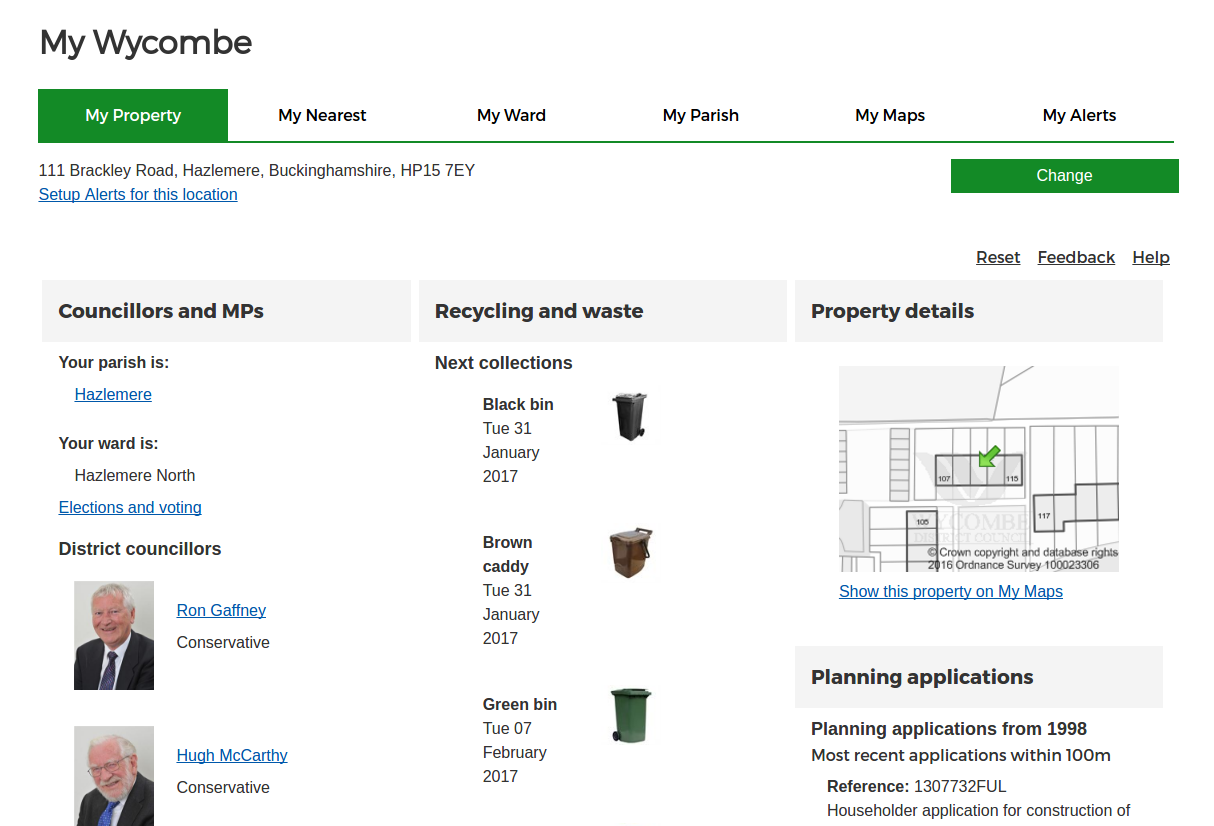 My Wycombe
My Property
My Nearest
My Ward
My Parish
My Maps
My Alerts
111 Brackley Road, Hazlemere, Buckinghamshire, HP15 7EY
Change
Setup Alerts for this location
Reset
Feedback
Help
Councillors and MPs
Your parish is:
Hazlemere
Your ward is:
Hazlemere North
Elections and voting
District councillors
Ron Gaffney
Conservative
Hugh McCarthy
Conservative
Recycling and waste
Next collections
Black bin
Tue 31
January
2017
Brown
caddy
Tue 31
January
2017
Green bin
Tue 07
February
2017
Property details
107
115
117
105
WYCOMBE
DISTRICT COUNCIL
© Crown copyright and database rights
2016 Ordnance Survey 100023306
Show this property on My Maps
Planning applications
Planning applications from 1998
Most recent applications within 100m
Reference: 1307732FUL
Householder application for construction of